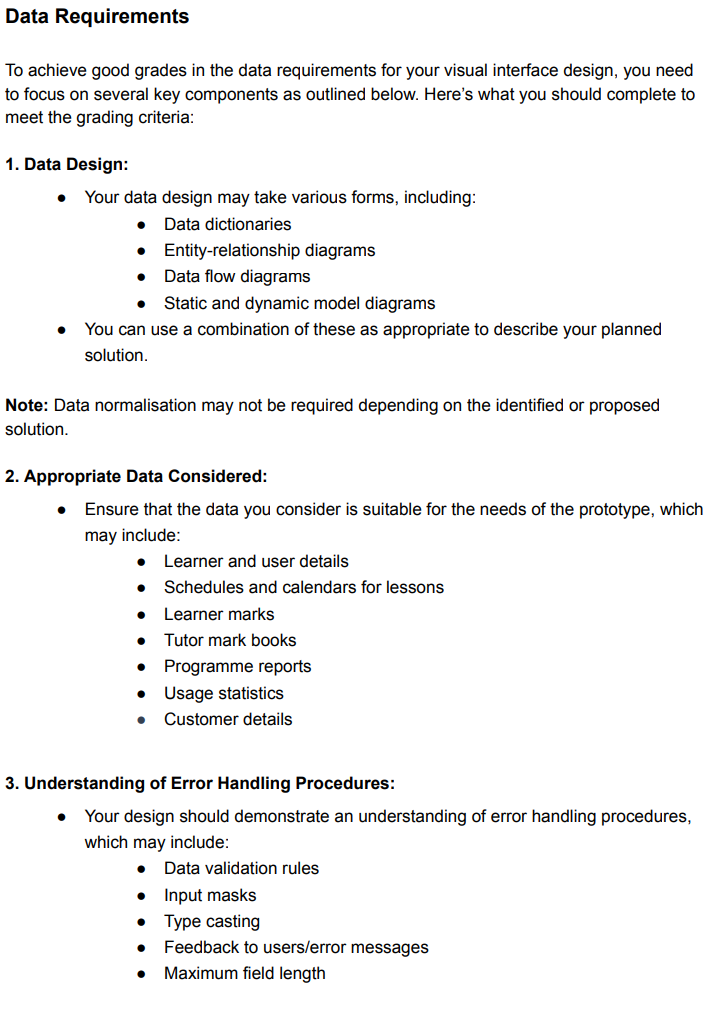 Data Requirements
To achieve good grades in the data requirements for your visual interface design, you need
to focus on several key components as outlined below. Here's what you should complete to
meet the grading criteria:
1. Data Design:
● Your data design may take various forms, including:
● Data dictionaries
● Entity-relationship diagrams
● Data flow diagrams
● Static and dynamic model diagrams
● You can use a combination of these as appropriate to describe your planned
solution.
Note: Data normalisation may not be required depending on the identified or proposed
solution.
2. Appropriate Data Considered:
● Ensure that the data you consider is suitable for the needs of the prototype, which
may include:
● Learner and user details
● Schedules and calendars for lessons
● Learner marks
● Tutor mark books
● Programme reports
● Usage statistics
● Customer details
3. Understanding of Error Handling Procedures:
● Your design should demonstrate an understanding of error handling procedures,
which may include:
● Data validation rules
● Input masks
● Type casting
● Feedback to users/error messages
● Maximum field length